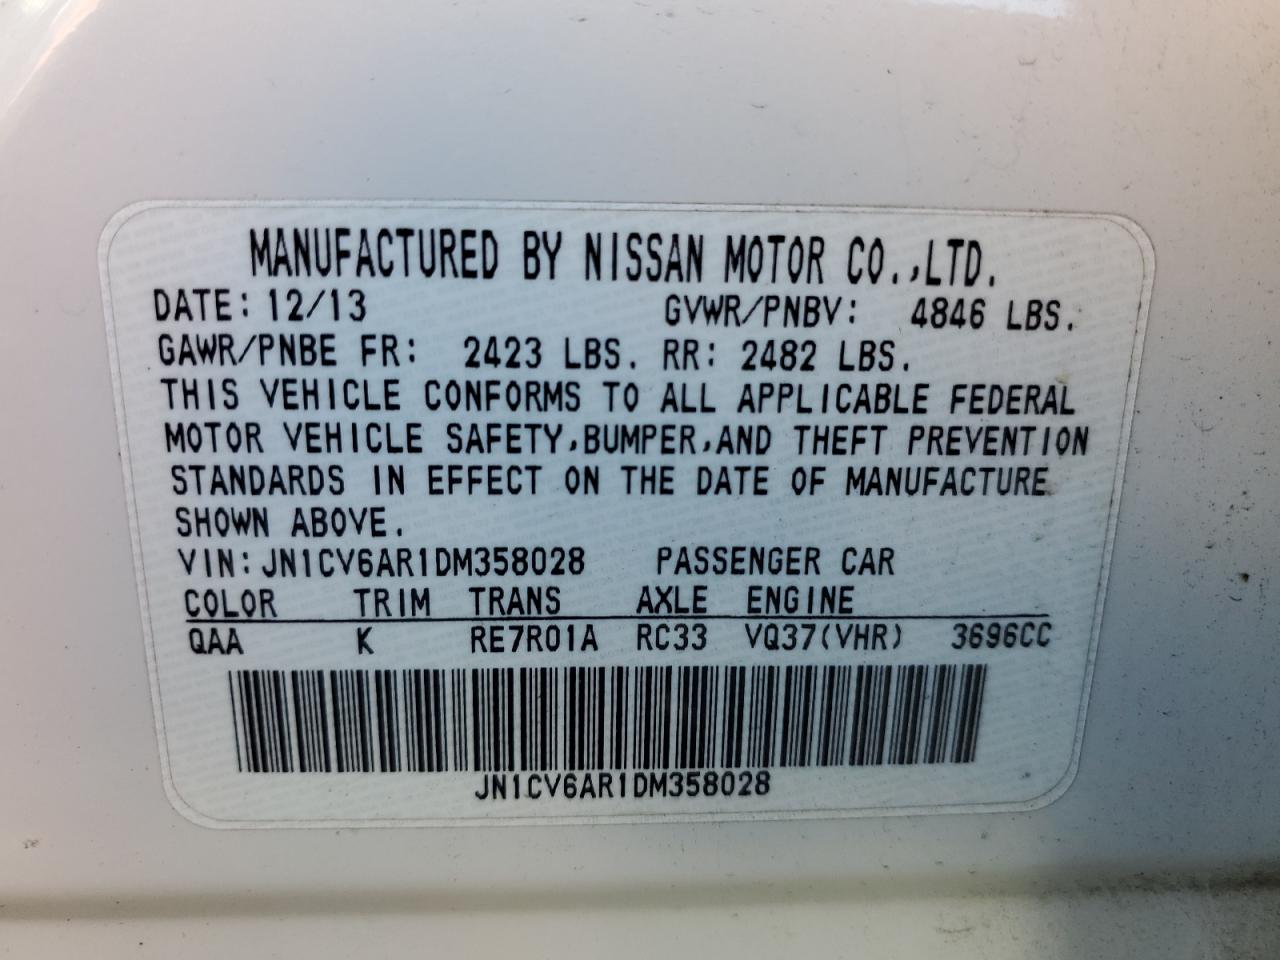 MANUFACTURED BY NISSAN MOTOR CO.,LTD.
DATE: 12/13 GVWR/PNBV: 4846 LBS.
GAWR/PNBE FR: 2423 LBS. RR: 2482 LBS.
THIS VEHICLE CONFORMS TO ALL APPLICABLE FEDERAL
MOTOR VEHICLE SAFETY,BUMPER,AND THEFT PREVENTION
STANDARDS IN EFFECT ON THE DATE OF MANUFACTURE
SHOWN ABOVE.
VIN: JN1CV6AR1DM358028 PASSENGER CAR
COLOR TRIM TRANS AXLE ENGINE
QAA K RE7R01A RC33 VQ37(VHR) 3696CC
JN1CV6AR1DM358028